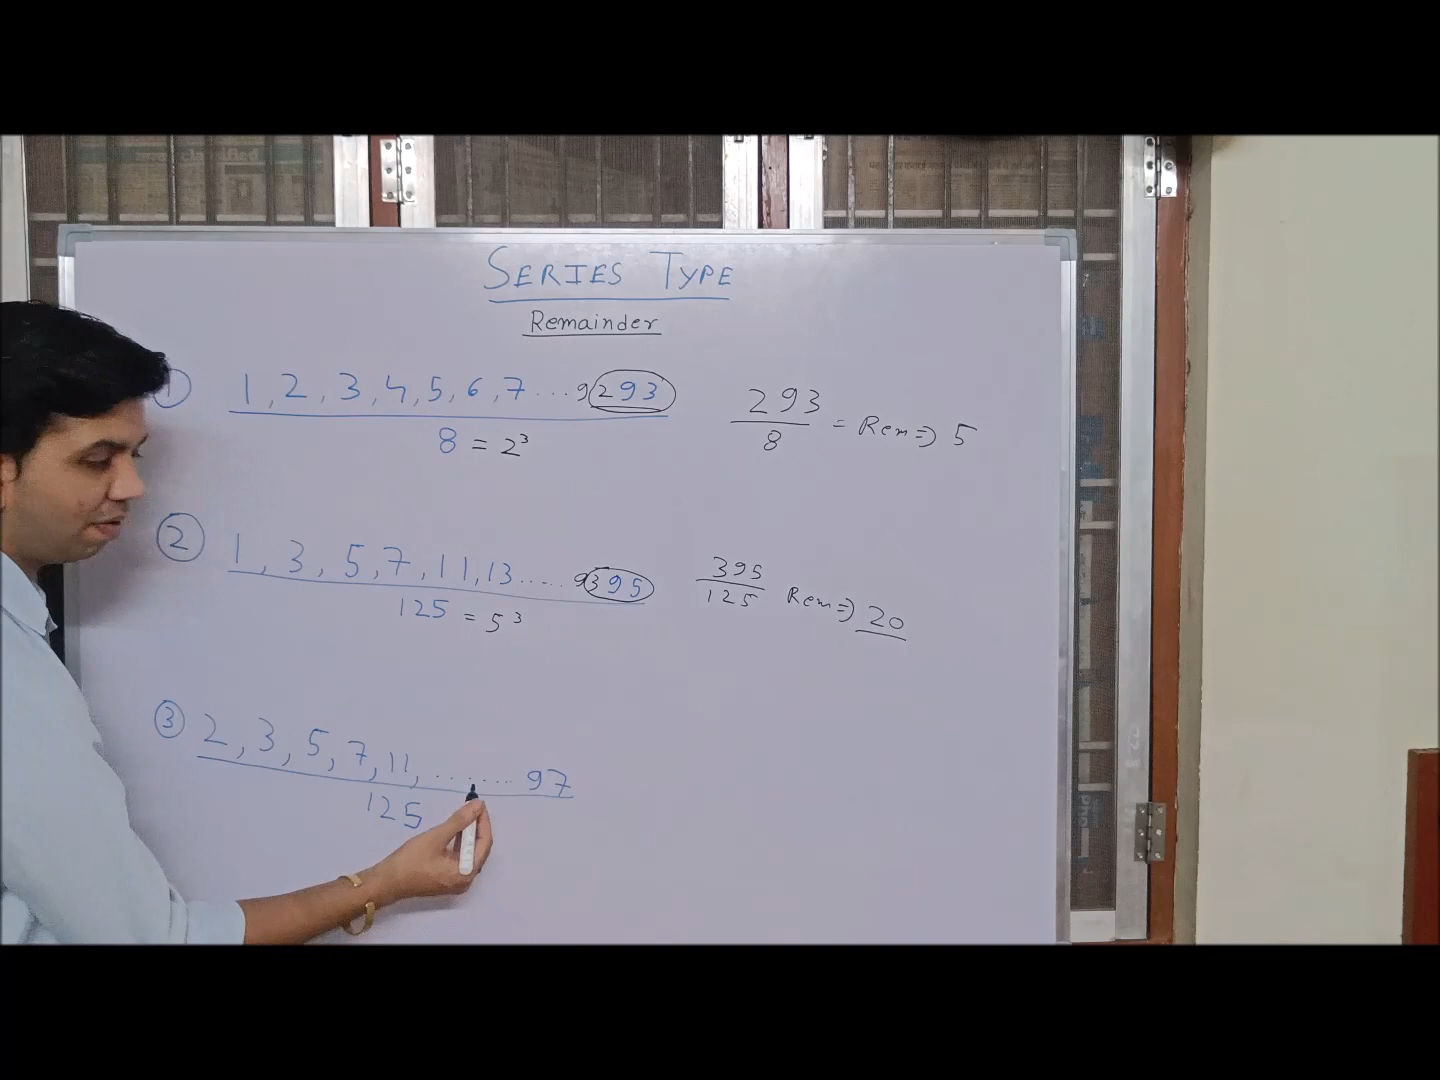 SERIES TYPE
Remainder
1 1, 2, 3, 4, 5, 6, 7 ... 9293
8 = 2³
293
8
= Rem => 5
2 1, 3, 5, 7, 11, 13 ..... 9395
125 = 5³
395
125
Rem => 20
3 2, 3, 5, 7, 11, ....... 97
125